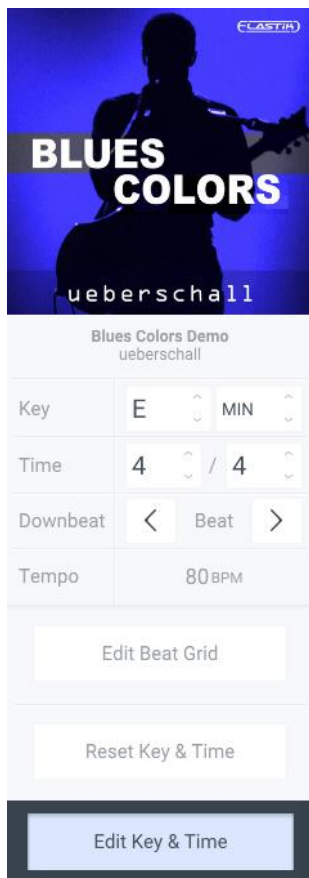 ELASTIK
BLUES
COLORS
ueberschall
Blues Colors Demo
ueberschall
Key E MIN
Time 4 / 4
Downbeat < Beat >
Tempo 80 BPM
Edit Beat Grid
Reset Key & Time
Edit Key & Time